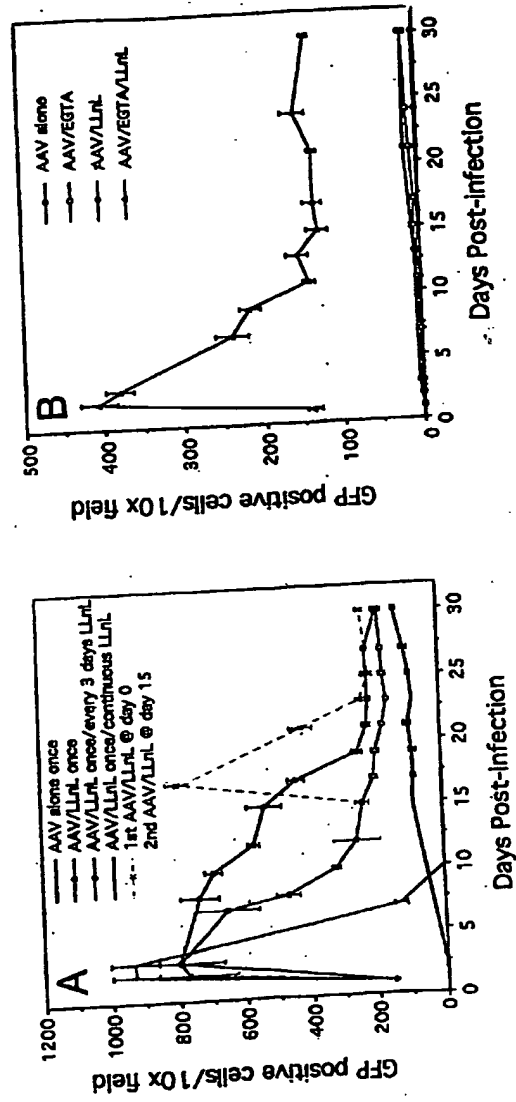 A
AAV alone once
AAV/LLnL once
AAV/LLnL once/every 3 days LLnL
AAV/LLnL once/continuous LLnL
1st AAV/LLnL @ day 0
2nd AAV/LLnL @ day 15
GFP positive cells/10x field
1200
1000
800
600
400
200
0
0
5
10
15
20
25
30
Days Post-Infection
B
AAV alone
AAV/EGTA
AAV/LLnL
AAV/EGTA/LLnL
GFP positive cells/10x field
500
400
300
200
100
0
0
5
10
15
20
25
30
Days Post-infection